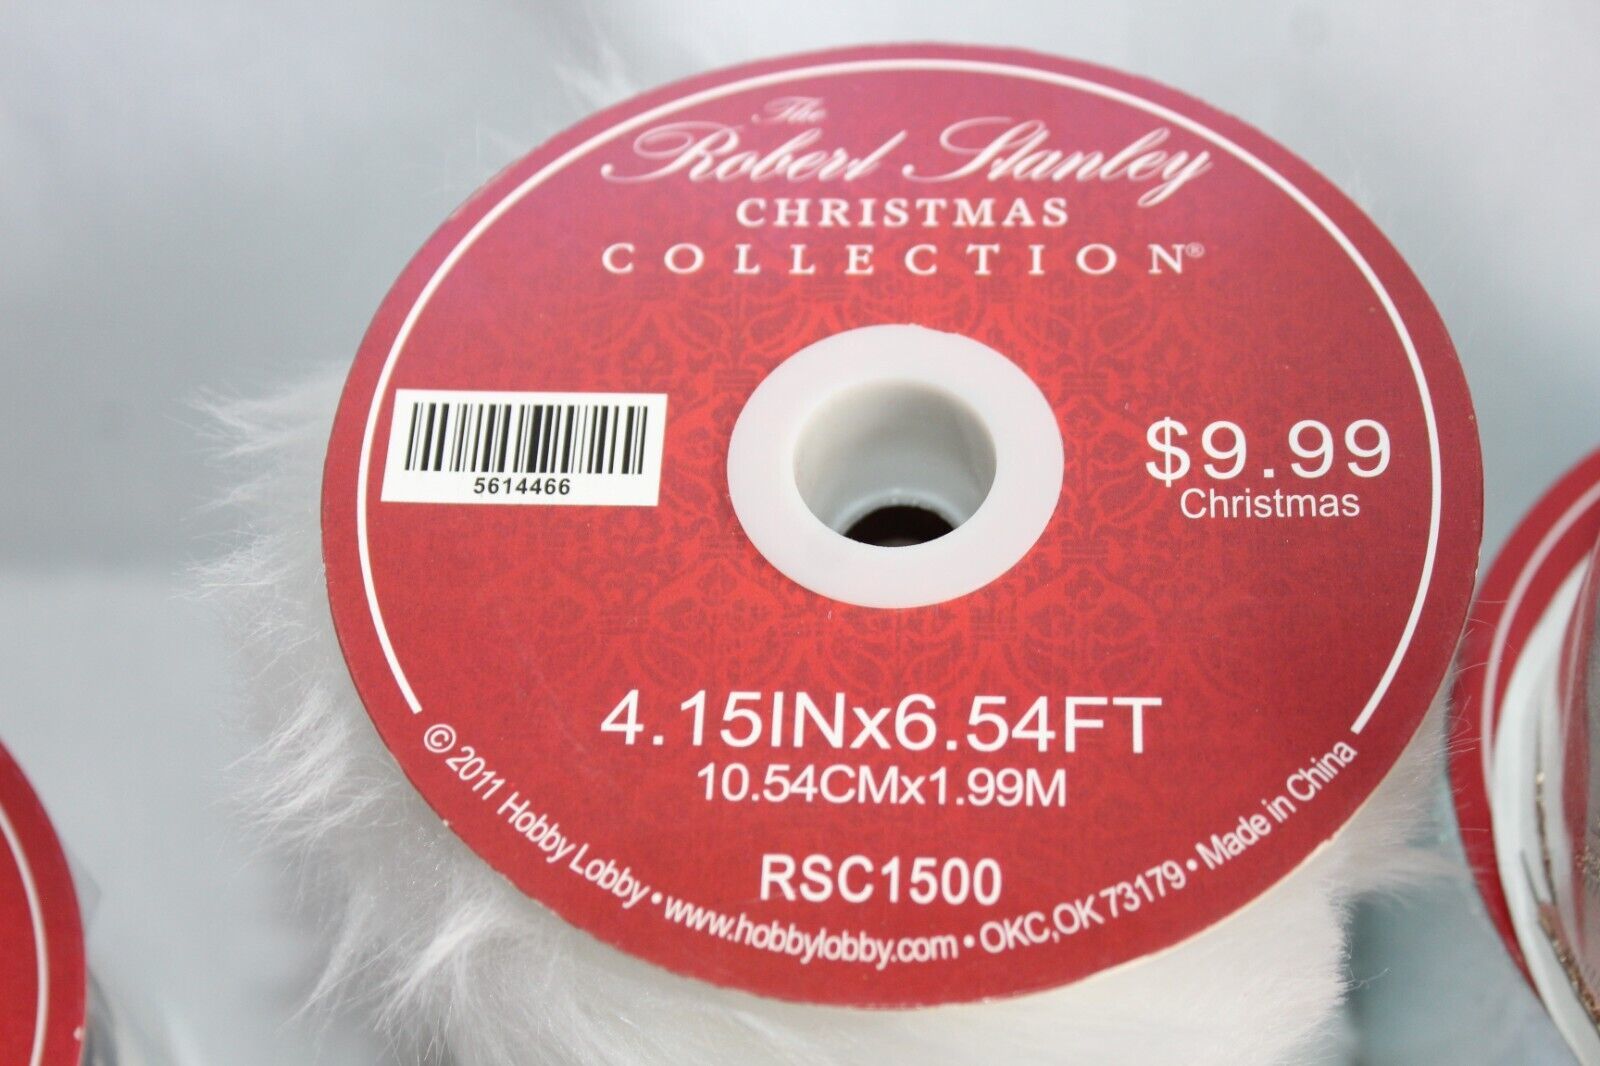 The
Robert Stanley
CHRISTMAS
COLLECTION®
5614466
$9.99
Christmas
4.15INx6.54FT
10.54CMx1.99M
RSC1500
© 2011 Hobby Lobby • www.hobbylobby.com • OKC,OK 73179 • Made in China